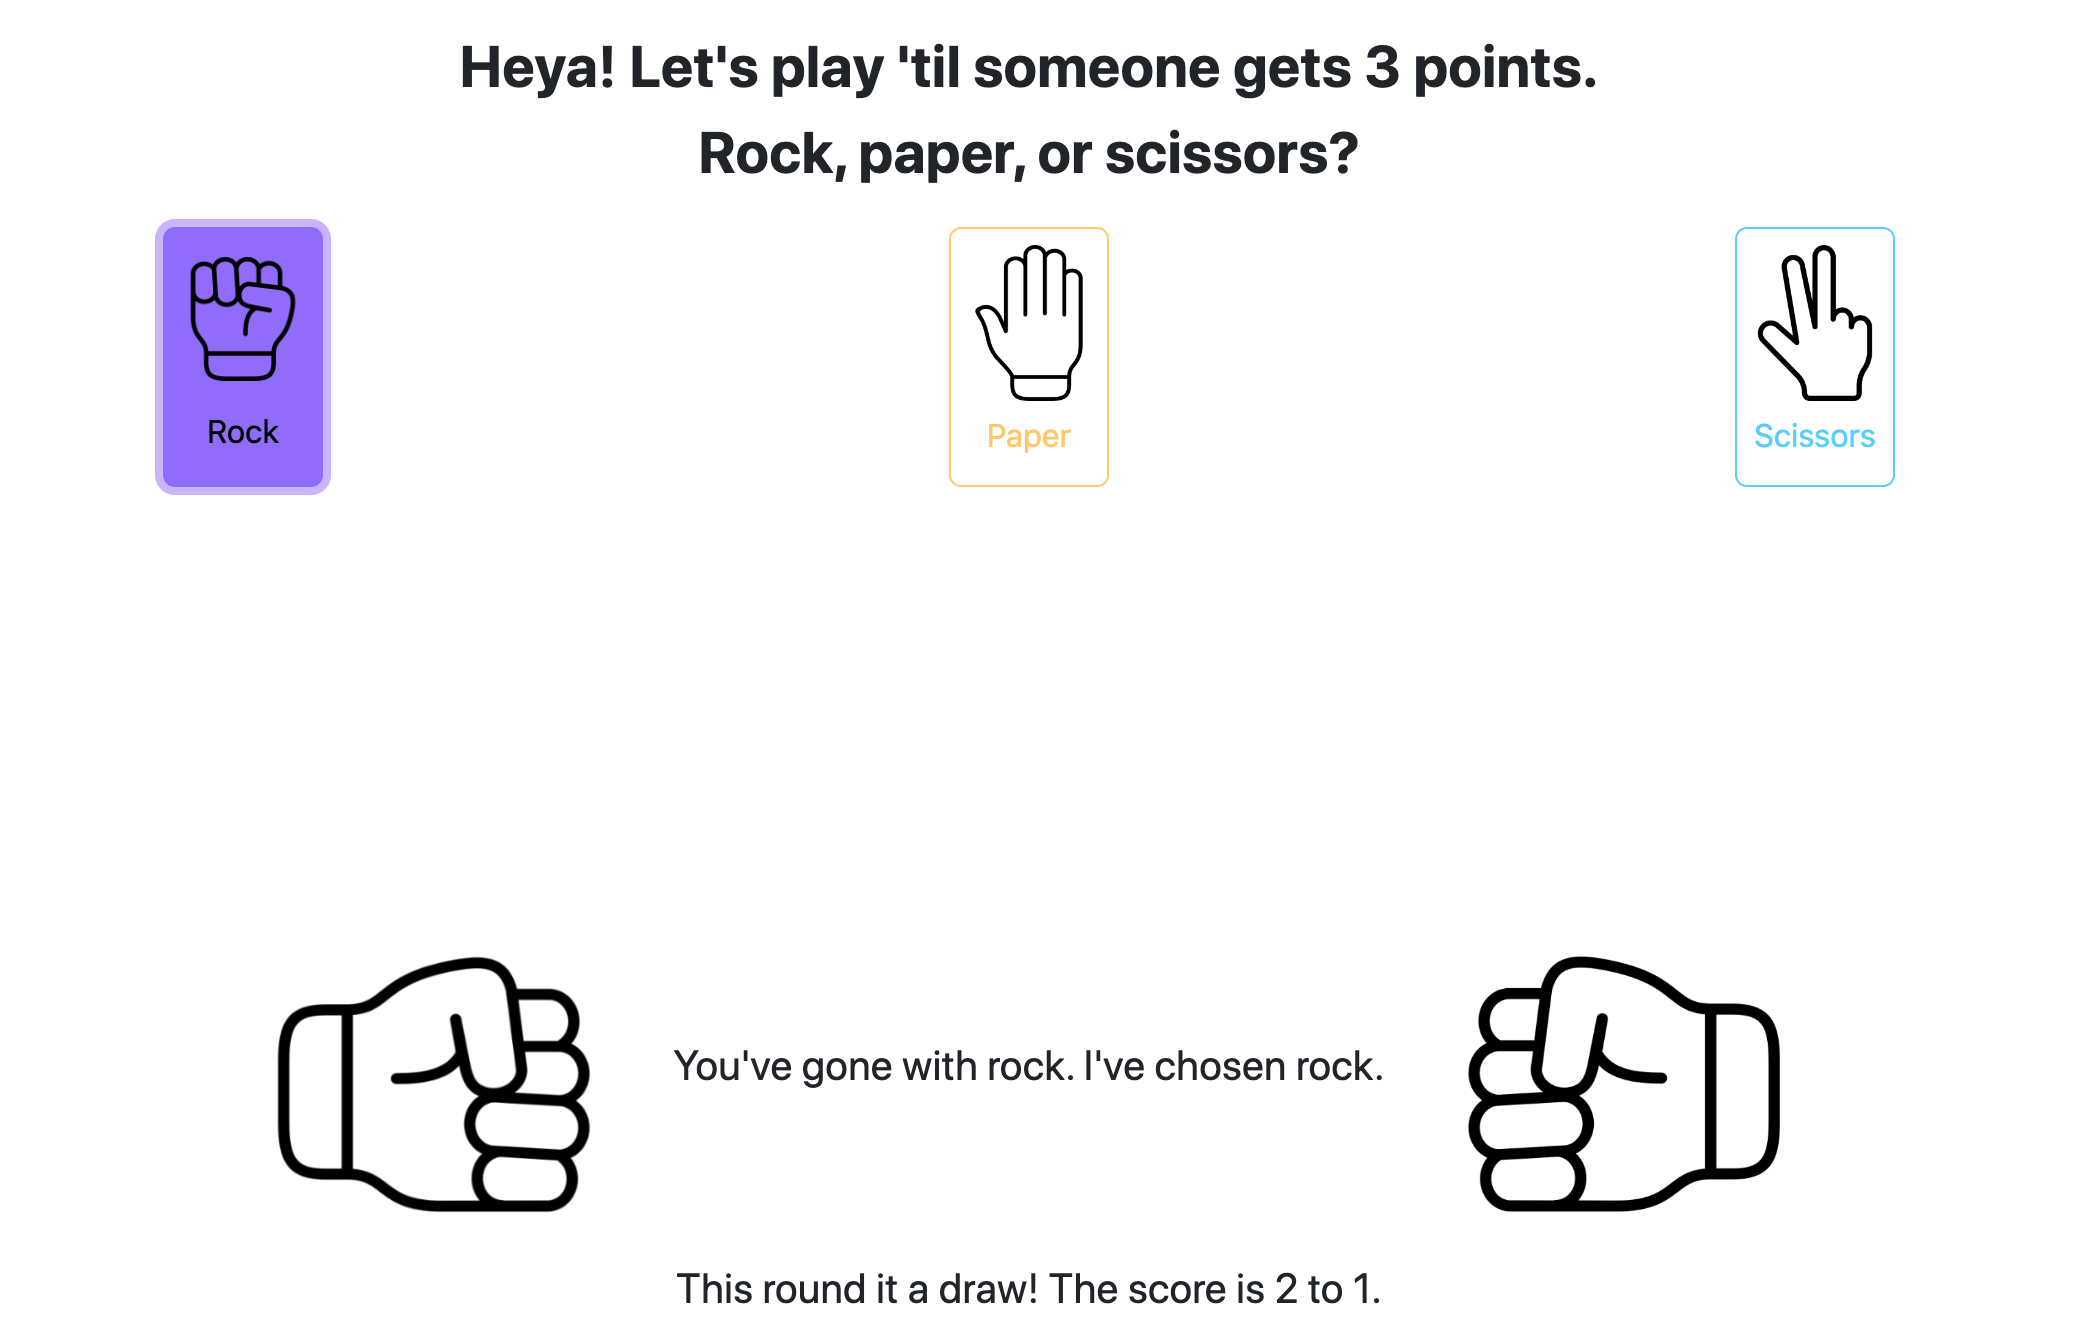 Heya! Let's play 'til someone gets 3 points.
Rock, paper, or scissors?
Rock
Paper
Scissors
You've gone with rock. I've chosen rock.
This round it a draw! The score is 2 to 1.